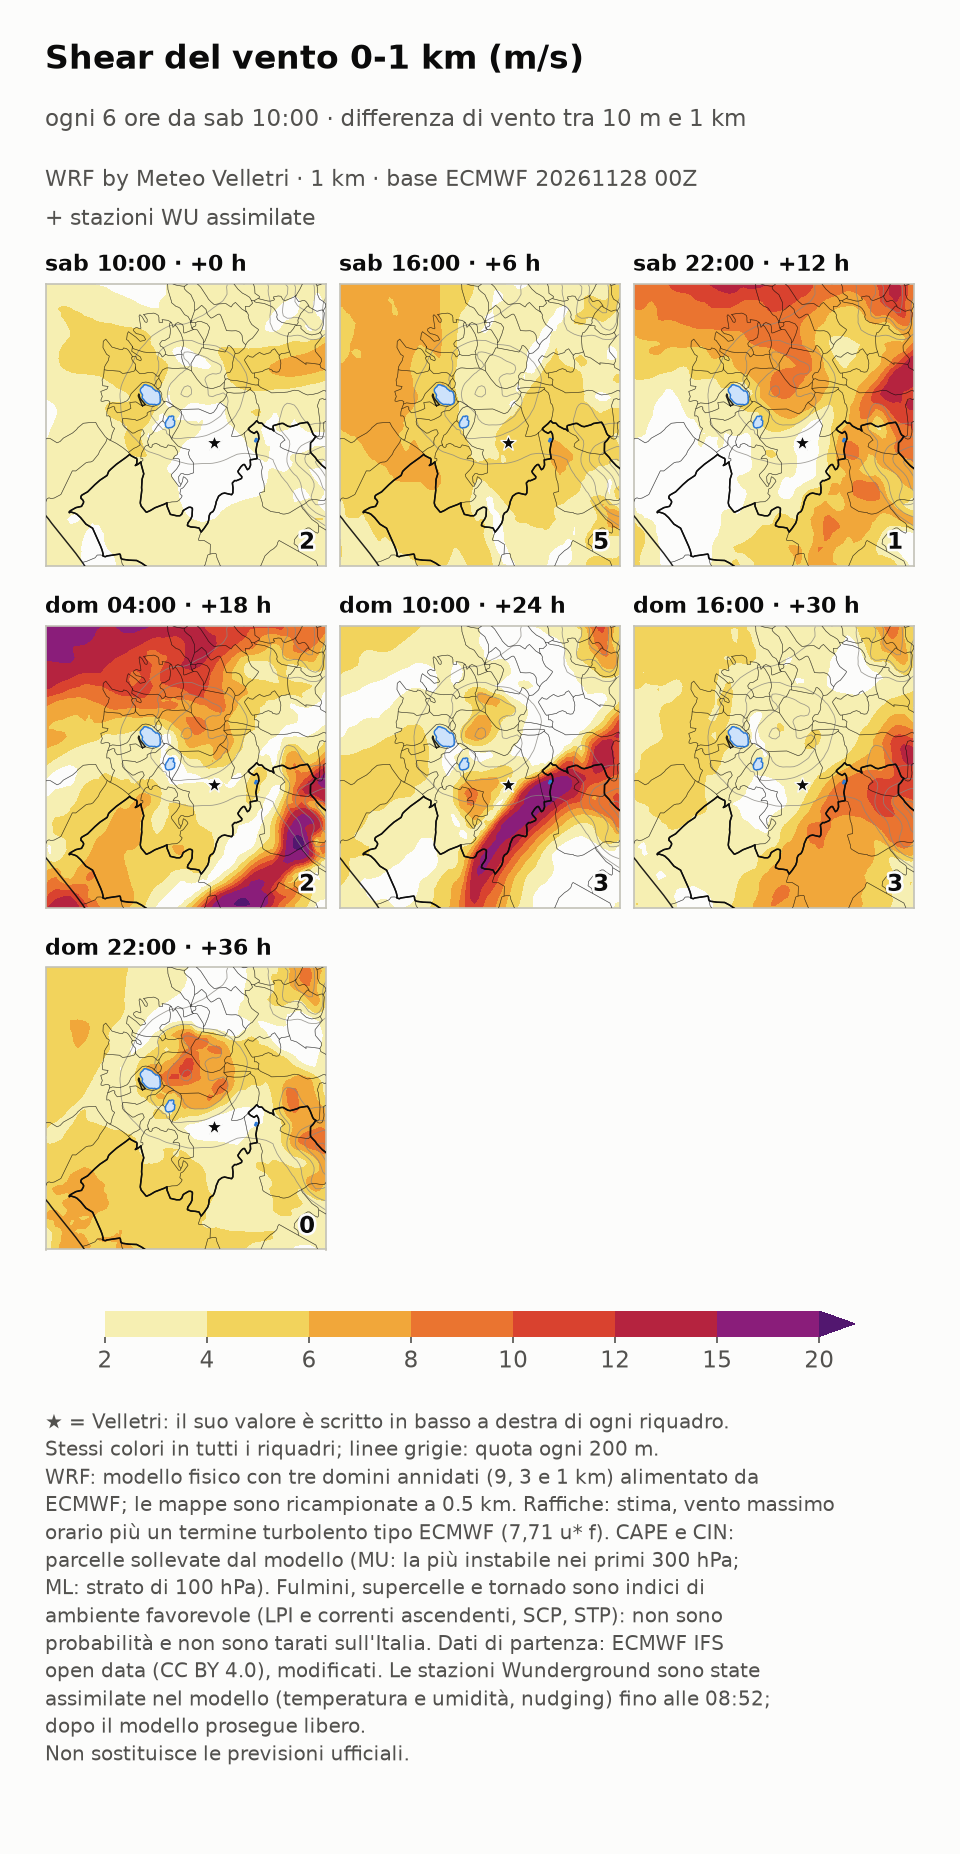 Shear del vento 0-1 km (m/s)
ogni 6 ore da sab 10:00 · differenza di vento tra 10 m e 1 km
WRF by Meteo Velletri · 1 km · base ECMWF 20261128 00Z
+ stazioni WU assimilate
sab 10:00 · +0 h
sab 16:00 · +6 h
sab 22:00 · +12 h
2
5
1
dom 04:00 · +18 h
dom 10:00 · +24 h
dom 16:00 · +30 h
2
3
3
dom 22:00 · +36 h
0
2 4 6 8 10 12 15 20
★ = Velletri: il suo valore è scritto in basso a destra di ogni riquadro.
Stessi colori in tutti i riquadri; linee grigie: quota ogni 200 m.
WRF: modello fisico con tre domini annidati (9, 3 e 1 km) alimentato da
ECMWF; le mappe sono ricampionate a 0.5 km. Raffiche: stima, vento massimo
orario più un termine turbolento tipo ECMWF (7,71 u* f). CAPE e CIN:
parcelle sollevate dal modello (MU: la più instabile nei primi 300 hPa;
ML: strato di 100 hPa). Fulmini, supercelle e tornado sono indici di
ambiente favorevole (LPI e correnti ascendenti, SCP, STP): non sono
probabilità e non sono tarati sull'Italia. Dati di partenza: ECMWF IFS
open data (CC BY 4.0), modificati. Le stazioni Wunderground sono state
assimilate nel modello (temperatura e umidità, nudging) fino alle 08:52;
dopo il modello prosegue libero.
Non sostituisce le previsioni ufficiali.